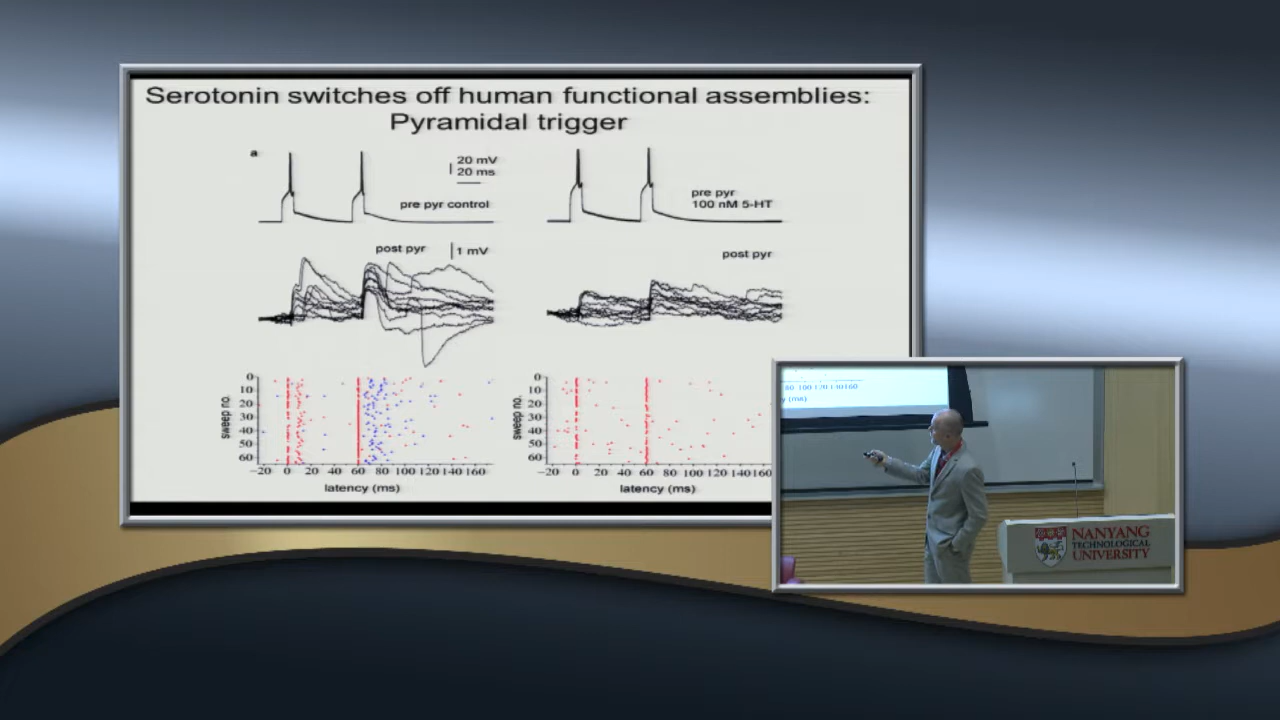 Serotonin switches off human functional assemblies:
Pyramidal trigger
a
20 mV
20 ms
pre pyr control
pre pyr
100 nM 5-HT
post pyr
1 mV
post pyr
sweep no.
0
10
20
30
40
50
60
-20 0 20 40 60 80 100 120 140 160
latency (ms)
sweep no.
0
10
20
30
40
50
60
-20 0 20 40 60 80 100 120 140 160
latency (ms)
(ms)
NANYANG
TECHNOLOGICAL
UNIVERSITY